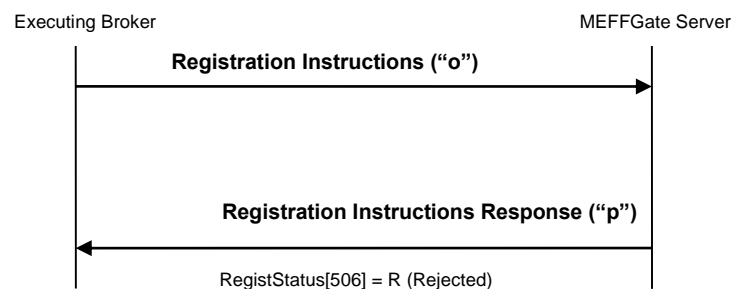 Executing Broker
MEFFGate Server
Registration Instructions (“o”)
Registration Instructions Response (“p”)
RegistStatus[506] = R (Rejected)